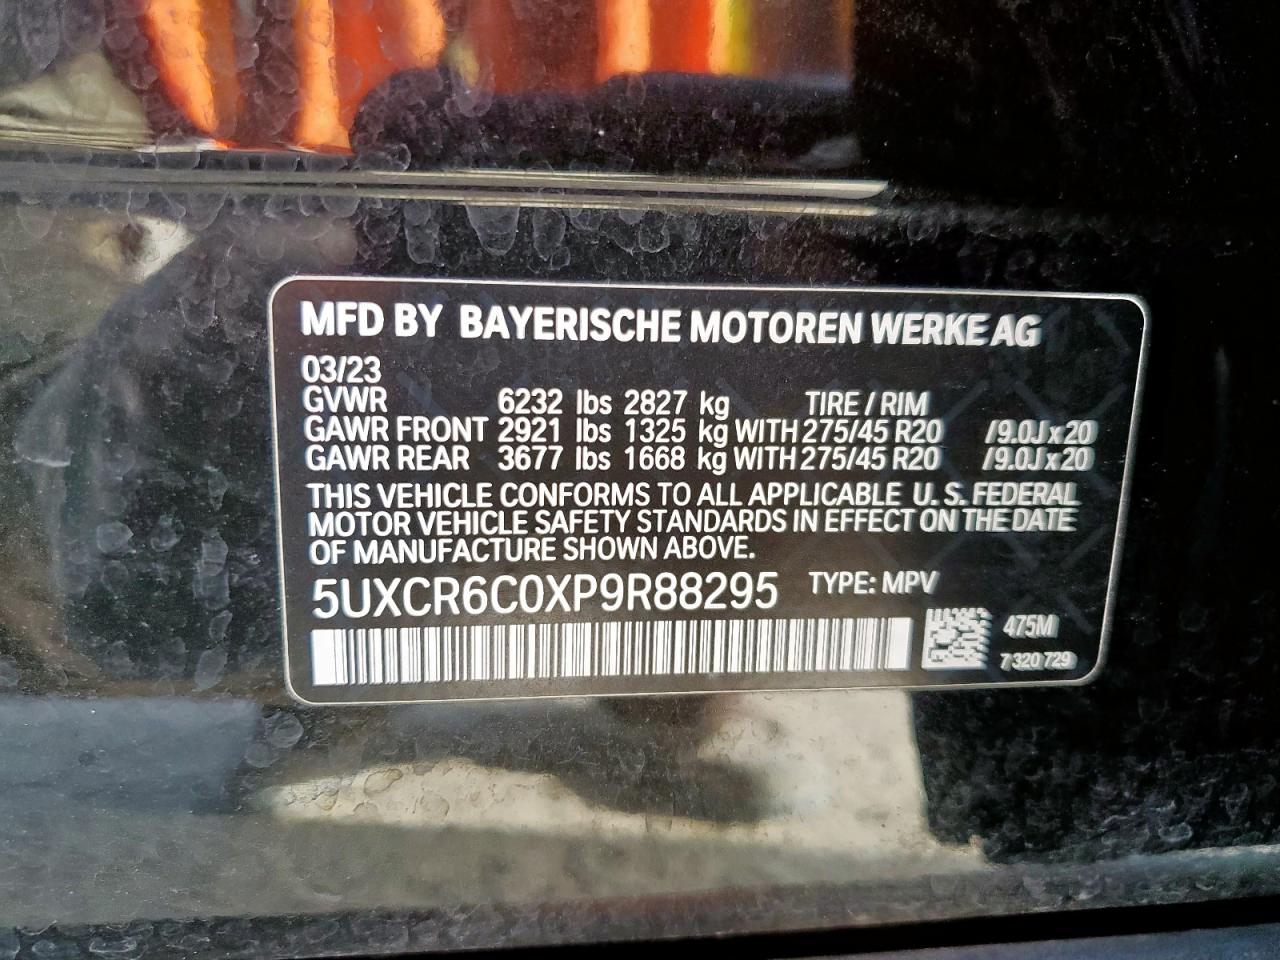 MFD BY BAYERISCHE MOTOREN WERKE AG
03/23
GVWR 6232 lbs 2827 kg TIRE / RIM
GAWR FRONT 2921 lbs 1325 kg WITH 275/45 R20 /9.0J x 20
GAWR REAR 3677 lbs 1668 kg WITH 275/45 R20 /9.0J x 20
THIS VEHICLE CONFORMS TO ALL APPLICABLE U. S. FEDERAL
MOTOR VEHICLE SAFETY STANDARDS IN EFFECT ON THE DATE
OF MANUFACTURE SHOWN ABOVE.
5UXCR6C0XP9R88295 TYPE: MPV
475M
7 320 729